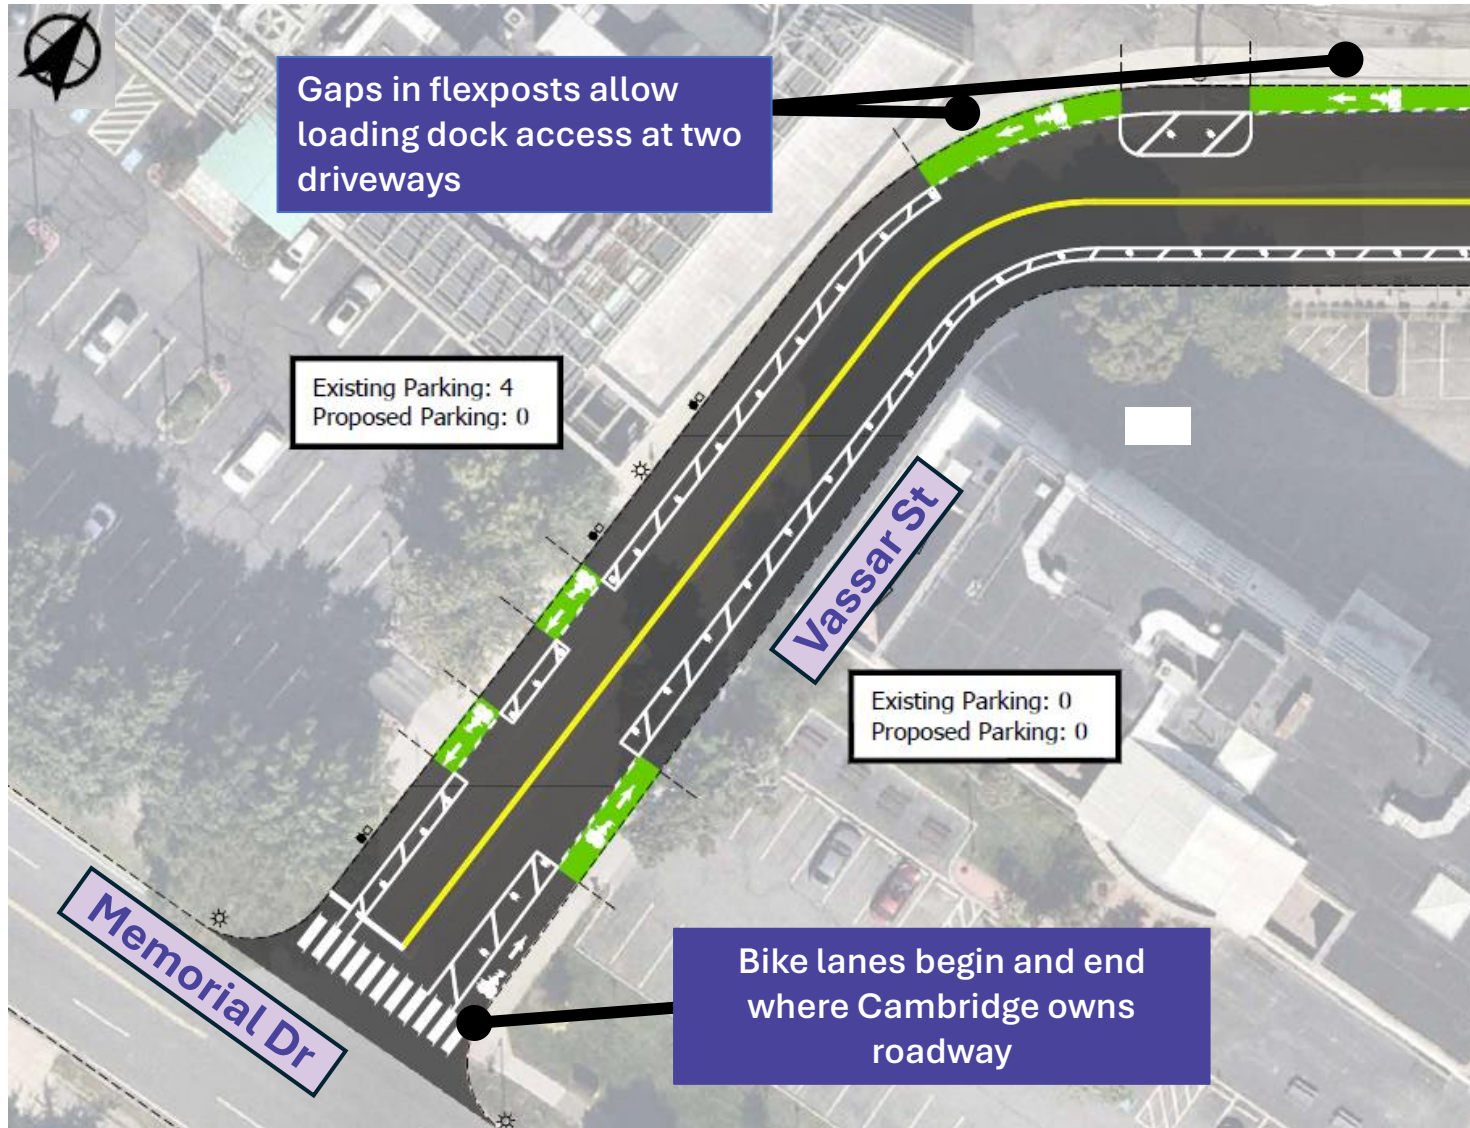 Gaps in flexposts allow
loading dock access at two
driveways
Existing Parking: 4
Proposed Parking: 0
Vassar St
Existing Parking: 0
Proposed Parking: 0
Memorial Dr
Bike lanes begin and end
where Cambridge owns
roadway